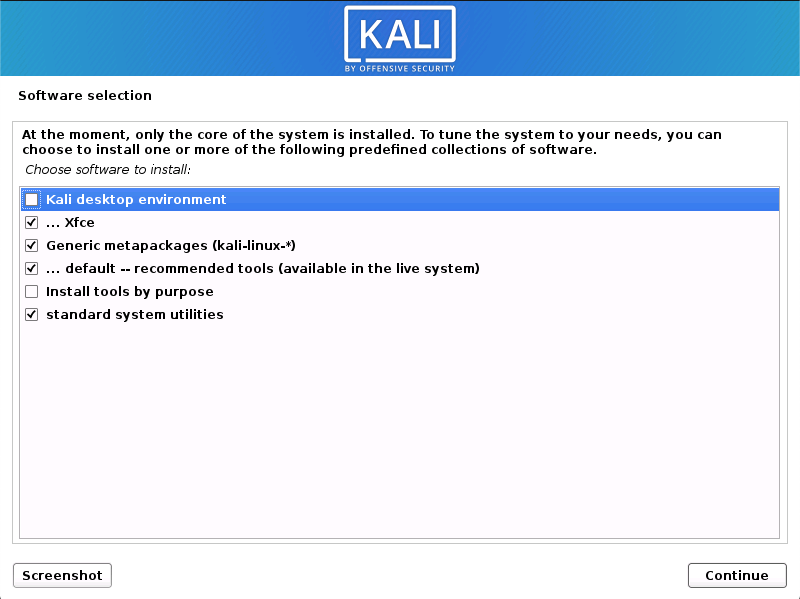 KALI
BY OFFENSIVE SECURITY
Software selection
At the moment, only the core of the system is installed. To tune the system to your needs, you can
choose to install one or more of the following predefined collections of software.
Choose software to install:
Kali desktop environment
... Xfce
Generic metapackages (kali-linux-*)
... default -- recommended tools (available in the live system)
Install tools by purpose
standard system utilities
Screenshot
Continue